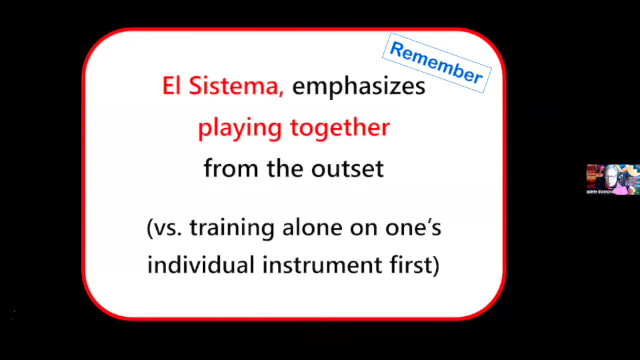 Remember
El Sistema, emphasizes
playing together
from the outset
(vs. training alone on one's
individual instrument first)